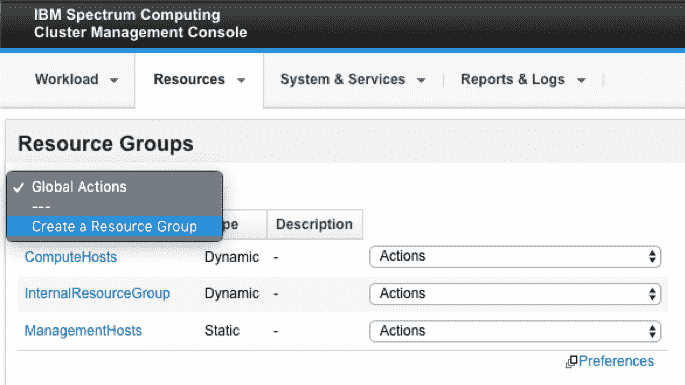 IBM Spectrum Computing
Cluster Management Console
Workload Resources System & Services Reports & Logs
Resource Groups
✓ Global Actions
---
Create a Resource Group
Description
ComputeHosts Dynamic - Actions
InternalResourceGroup Dynamic - Actions
ManagementHosts Static - Actions
Preferences